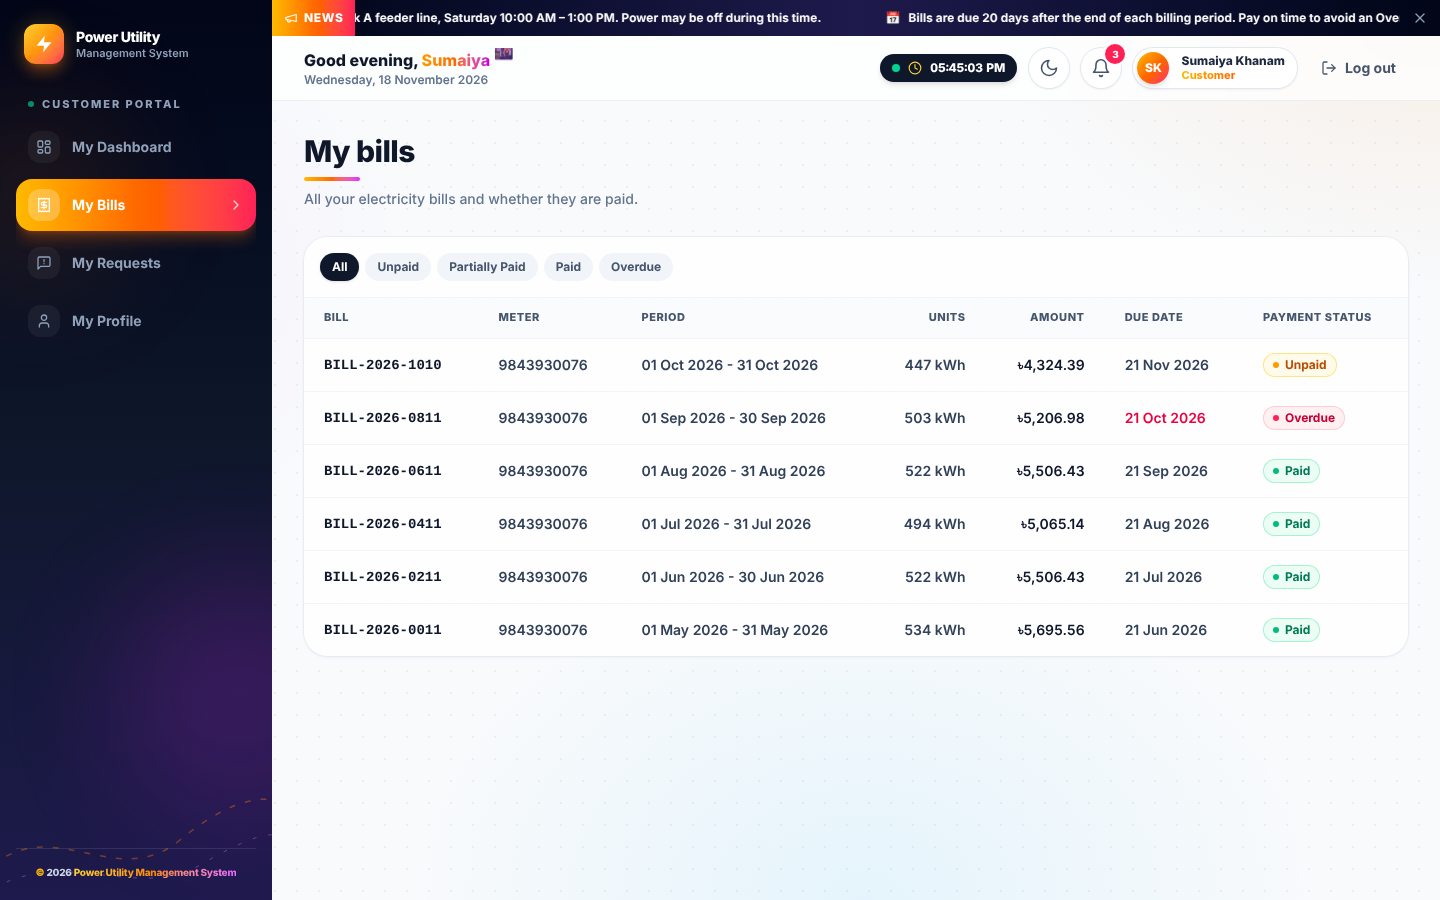 Power Utility
Management System
CUSTOMER PORTAL
My Dashboard
My Bills
My Requests
My Profile
© 2026 Power Utility Management System
NEWS
A feeder line, Saturday 10:00 AM – 1:00 PM. Power may be off during this time.
Bills are due 20 days after the end of each billing period. Pay on time to avoid an Ove
Good evening, Sumaiya
Wednesday, 18 November 2026
05:45:03 PM
3
SK
Sumaiya Khanam
Customer
Log out
My bills
All your electricity bills and whether they are paid.
All Unpaid Partially Paid Paid Overdue
BILL METER PERIOD UNITS AMOUNT DUE DATE PAYMENT STATUS
BILL-2026-1010 9843930076 01 Oct 2026 - 31 Oct 2026 447 kWh ৳4,324.39 21 Nov 2026 Unpaid
BILL-2026-0811 9843930076 01 Sep 2026 - 30 Sep 2026 503 kWh ৳5,206.98 21 Oct 2026 Overdue
BILL-2026-0611 9843930076 01 Aug 2026 - 31 Aug 2026 522 kWh ৳5,506.43 21 Sep 2026 Paid
BILL-2026-0411 9843930076 01 Jul 2026 - 31 Jul 2026 494 kWh ৳5,065.14 21 Aug 2026 Paid
BILL-2026-0211 9843930076 01 Jun 2026 - 30 Jun 2026 522 kWh ৳5,506.43 21 Jul 2026 Paid
BILL-2026-0011 9843930076 01 May 2026 - 31 May 2026 534 kWh ৳5,695.56 21 Jun 2026 Paid